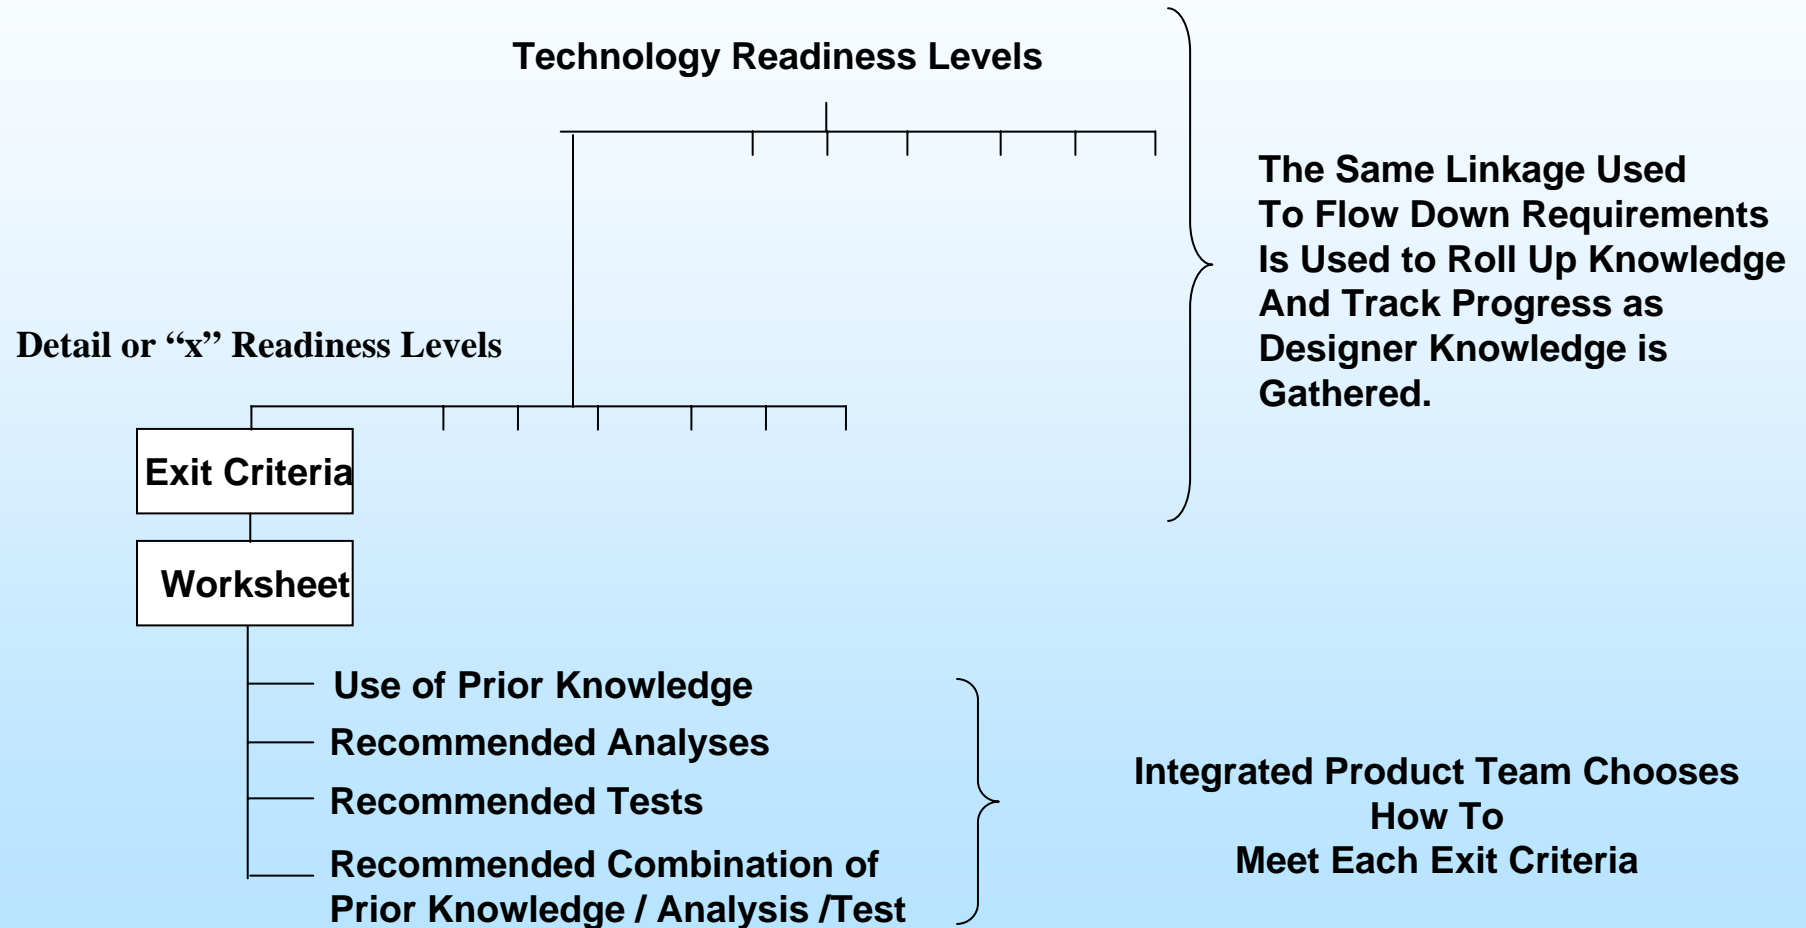 Technology Readiness Levels
The Same Linkage Used
To Flow Down Requirements
Is Used to Roll Up Knowledge
And Track Progress as
Designer Knowledge is
Gathered.
Detail or “x” Readiness Levels
Exit Criteria
Worksheet
Use of Prior Knowledge
Recommended Analyses
Recommended Tests
Recommended Combination of
Prior Knowledge / Analysis /Test
Integrated Product Team Chooses
How To
Meet Each Exit Criteria